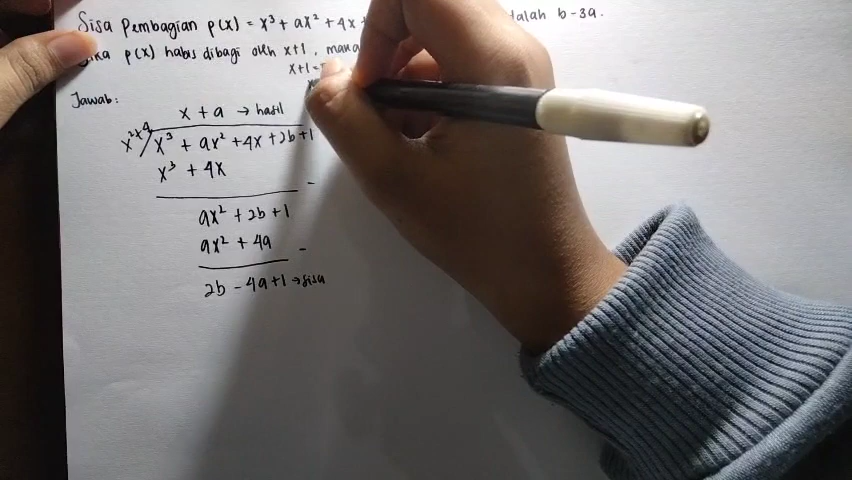 Sisa Pembagian p(x) = x³ + ax² + 4x + adalah b-3a.
Jika p(x) habis dibagi oleh x+1, maka
x+1=
Jawab:
x + a → hasil
x²+4 / x³ + ax² + 4x + 2b + 1
x³ + 4x
-
ax² + 2b + 1
ax² + 4a -
2b - 4a + 1 → sisa